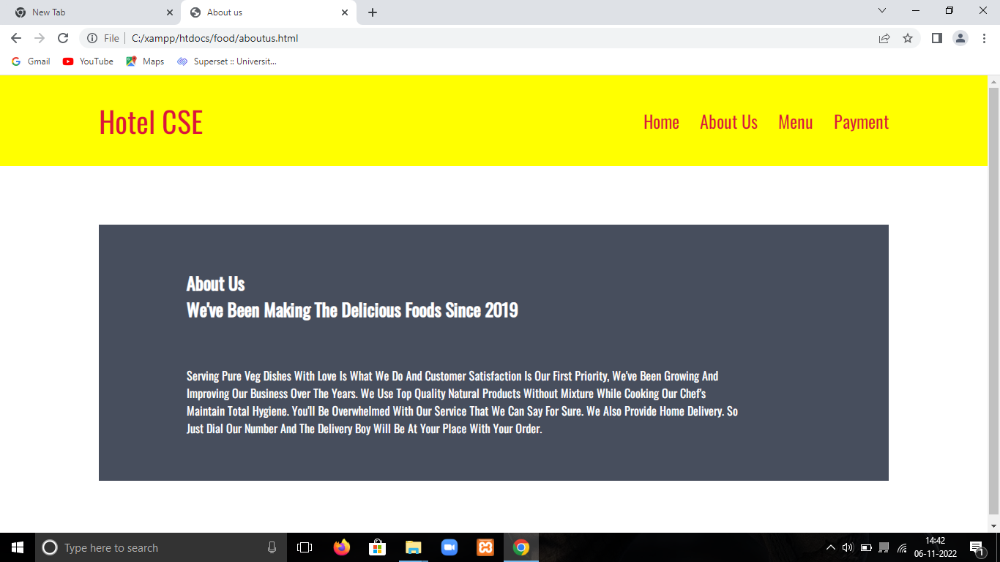 New Tab
About us
File
C:/xampp/htdocs/food/aboutus.html
Gmail
YouTube
Maps
Superset :: Universit...
Hotel CSE
Home
About Us
Menu
Payment
About Us
We've Been Making The Delicious Foods Since 2019
Serving Pure Veg Dishes With Love Is What We Do And Customer Satisfaction Is Our First Priority, We've Been Growing And
Improving Our Business Over The Years. We Use Top Quality Natural Products Without Mixture While Cooking Our Chef's
Maintain Total Hygiene. You'll Be Overwhelmed With Our Service That We Can Say For Sure. We Also Provide Home Delivery. So
Just Dial Our Number And The Delivery Boy Will Be At Your Place With Your Order.
Type here to search
14:42
06-11-2022
1